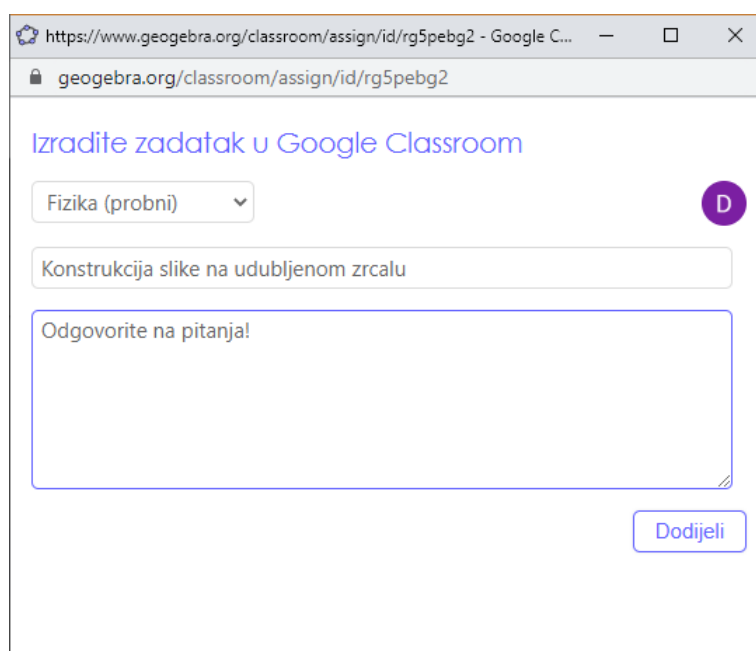 https://www.geogebra.org/classroom/assign/id/rg5pebg2 - Google C...
geogebra.org/classroom/assign/id/rg5pebg2
Izradite zadatak u Google Classroom
Fizika (probni)
D
Konstrukcija slike na udubljenom zrcalu
Odgovorite na pitanja!
Dodijeli